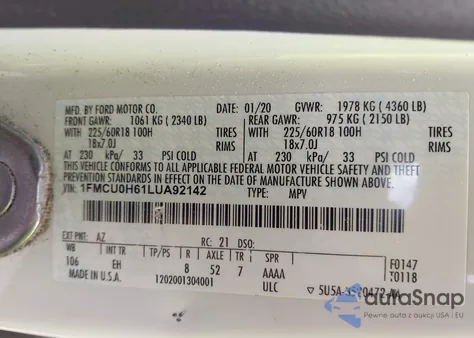 MFD. BY FORD MOTOR CO. 01/20 GVWR: 1978 KG (4360 LB)
FRONT GAWR: 1061 KG (2340 LB) REAR GAWR: 975 KG (2150 LB)
WITH 225/60R18 100H TIRES WITH 225/60R18 100H TIRES
18x7.0J RIMS 18x7.0J RIMS
AT 230 kPa/ 33 PSI COLD AT 230 kPa/ 33 PSI COLD
THIS VEHICLE CONFORMS TO ALL APPLICABLE FEDERAL MOTOR VEHICLE SAFETY AND THEFT
PREVENTION STANDARDS IN EFFECT ON THE DATE OF MANUFACTURE SHOWN ABOVE.
VIN: 1FMCU0H61LUA92142 TYPE: MPV
EXT PNT: AZ RC: 21 DSO:
WB INT TR TP/PS R AXLE TR SPR F0147
106 EH 8 52 7 AAAA T0118
MADE IN U.S.A. 1202001304001 ULC
autoSnap
Pewne auta z aukcji USA i EU